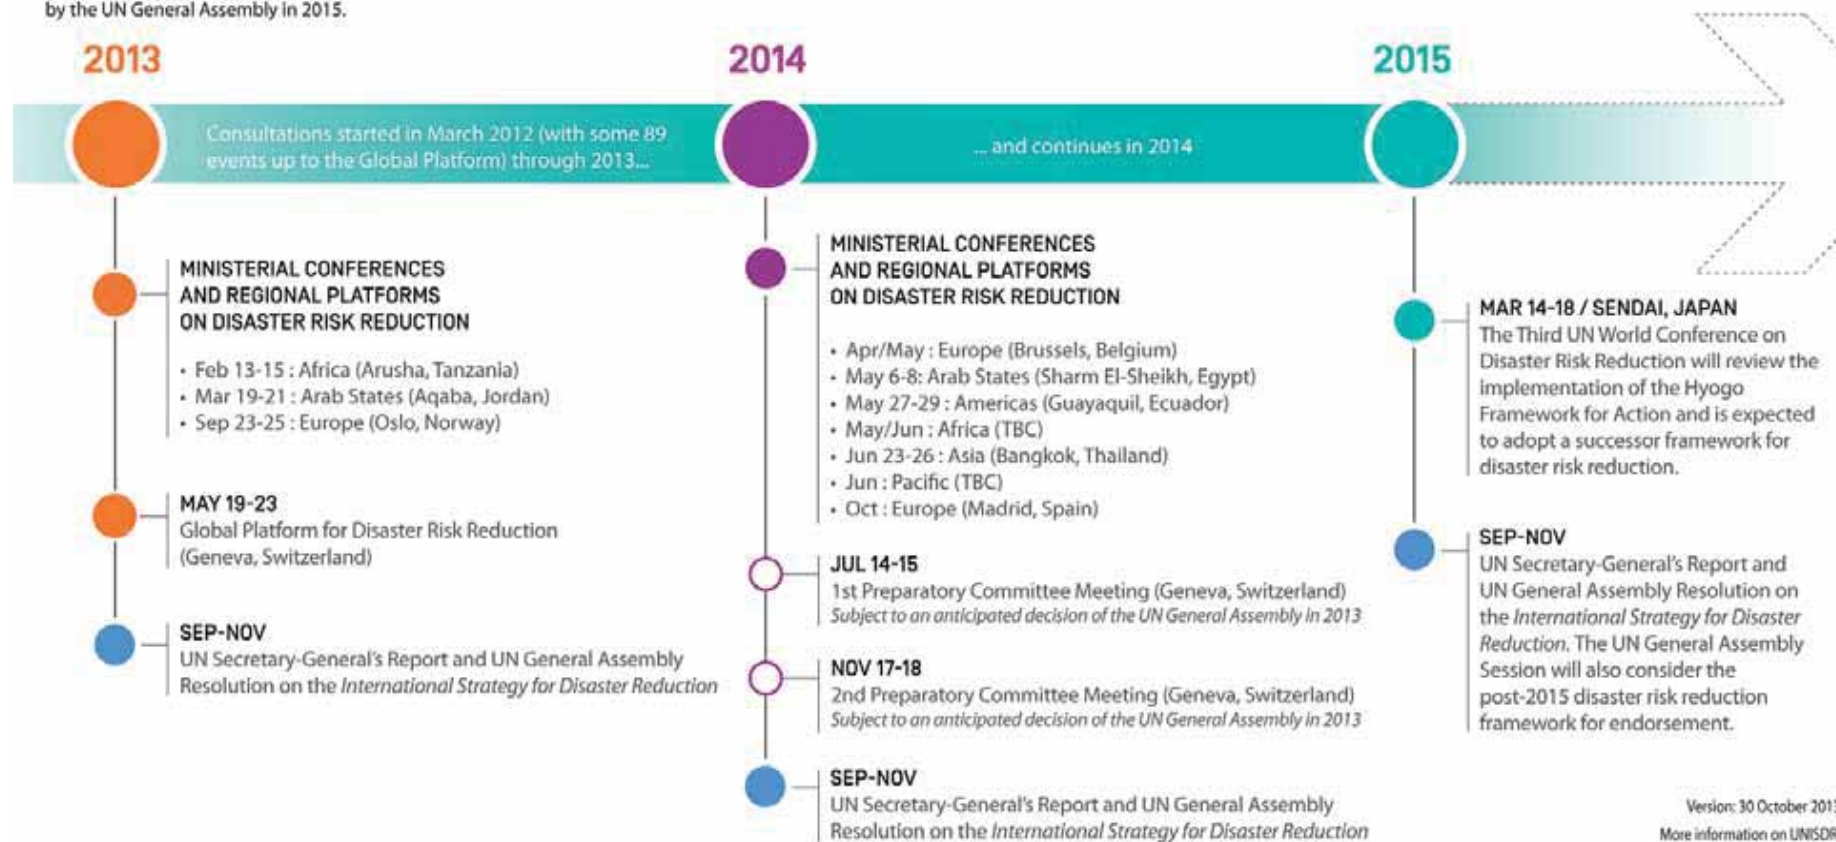 by the UN General Assembly in 2015.
2013
2014
2015
Consultations started in March 2012 (with some 89
events up to the Global Platform) through 2013...
... and continues in 2014
MINISTERIAL CONFERENCES
AND REGIONAL PLATFORMS
ON DISASTER RISK REDUCTION
• Feb 13-15 : Africa (Arusha, Tanzania)
• Mar 19-21 : Arab States (Aqaba, Jordan)
• Sep 23-25 : Europe (Oslo, Norway)
MAY 19-23
Global Platform for Disaster Risk Reduction
(Geneva, Switzerland)
SEP-NOV
UN Secretary-General's Report and UN General Assembly
Resolution on the International Strategy for Disaster Reduction
MINISTERIAL CONFERENCES
AND REGIONAL PLATFORMS
ON DISASTER RISK REDUCTION
• Apr/May : Europe (Brussels, Belgium)
• May 6-8: Arab States (Sharm El-Sheikh, Egypt)
• May 27-29 : Americas (Guayaquil, Ecuador)
• May/Jun : Africa (TBC)
• Jun 23-26 : Asia (Bangkok, Thailand)
• Jun : Pacific (TBC)
• Oct : Europe (Madrid, Spain)
JUL 14-15
1st Preparatory Committee Meeting (Geneva, Switzerland)
Subject to an anticipated decision of the UN General Assembly in 2013
NOV 17-18
2nd Preparatory Committee Meeting (Geneva, Switzerland)
Subject to an anticipated decision of the UN General Assembly in 2013
SEP-NOV
UN Secretary-General's Report and UN General Assembly
Resolution on the International Strategy for Disaster Reduction
MAR 14-18 / SENDAI, JAPAN
The Third UN World Conference on
Disaster Risk Reduction will review the
implementation of the Hyogo
Framework for Action and is expected
to adopt a successor framework for
disaster risk reduction.
SEP-NOV
UN Secretary-General's Report and
UN General Assembly Resolution on
the International Strategy for Disaster
Reduction. The UN General Assembly
Session will also consider the
post-2015 disaster risk reduction
framework for endorsement.
Version: 30 October 2013
More information on UNISDR